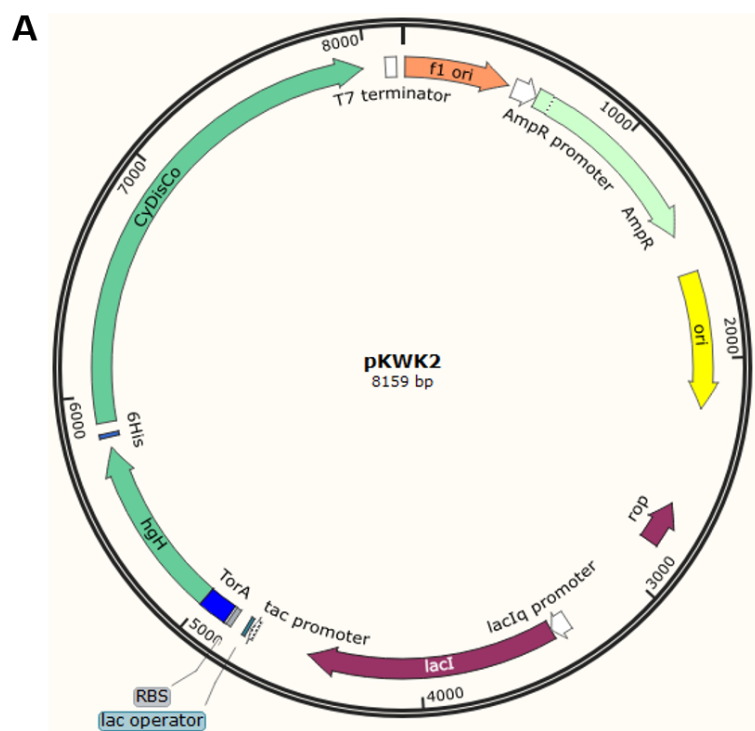 A
8000
f1 ori
T7 terminator
1000
AmpR promoter
AmpR
7000
CyDisCo
2000
ori
pKWK2
8159 bp
6000
6His
rop
hgH
3000
TorA
tac promoter
lacIq promoter
5000
lacI
4000
RBS
lac operator